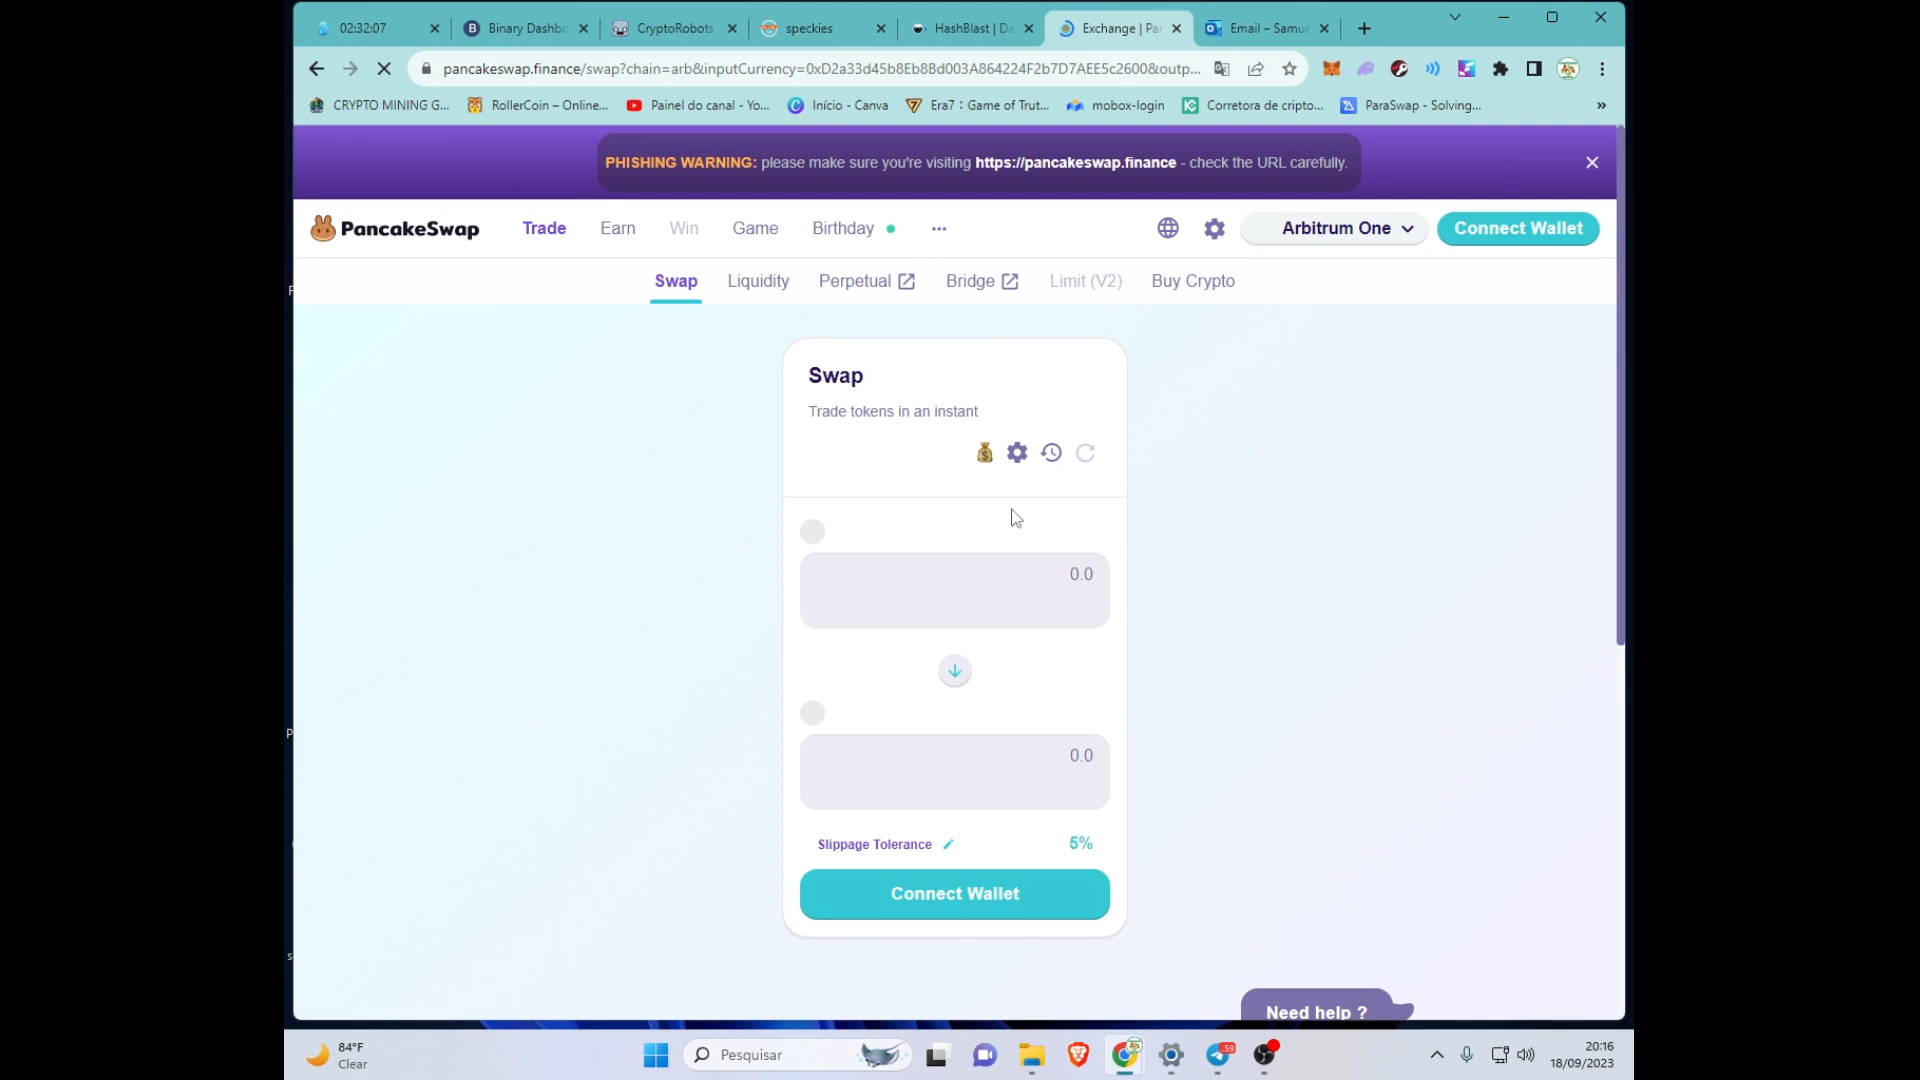 02:32:07
Binary Dashbo
CryptoRobots
speckies
HashBlast | Da
Exchange | Pan
Email – Samue
pancakeswap.finance/swap?chain=arb&inputCurrency=0xD2a33d45b8Eb8Bd003A864224F2b7D7AEE5c2600&outp...
CRYPTO MINING G...
RollerCoin – Online...
Painel do canal - Yo...
Início - Canva
Era7 : Game of Trut...
mobox-login
Corretora de cripto...
ParaSwap - Solving...
»
PHISHING WARNING: please make sure you're visiting https://pancakeswap.finance - check the URL carefully.
PancakeSwap
Trade
Earn
Win
Game
Birthday
Arbitrum One
Connect Wallet
Swap
Liquidity
Perpetual
Bridge
Limit (V2)
Buy Crypto
Swap
Trade tokens in an instant
0.0
0.0
Slippage Tolerance
5%
Connect Wallet
Need help ?
84°F
Clear
Pesquisar
59
20:16
18/09/2023